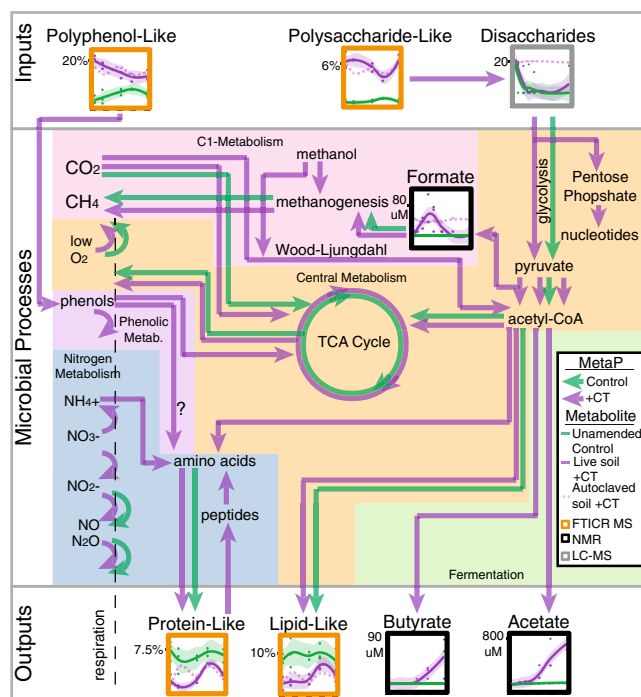 Inputs
Polyphenol-Like
20%
Polysaccharide-Like
6%
Disaccharides
20
Microbial Processes
C1-Metabolism
CO2
methanol
CH4
methanogenesis
Formate
80
uM
Wood-Ljungdahl
glycolysis
Pentose
Phopshate
nucleotides
low
O2
Central Metabolism
pyruvate
acetyl-CoA
TCA Cycle
phenols
Phenolic
Metab.
Nitrogen
Metabolism
NH4+
NO3-
NO2-
NO
N2O
?
amino acids
peptides
MetaP
Control
+CT
Metabolite
Unamended
Control
Live soil
+CT
Autoclaved
soil +CT
FTICR MS
NMR
LC-MS
Fermentation
Outputs
respiration
Protein-Like
7.5%
Lipid-Like
10%
Butyrate
90
uM
Acetate
800
uM